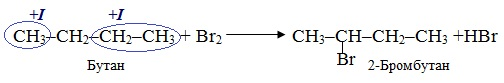 +I +I
CH₃–CH₂–CH₂–CH₃ + Br₂ ⟶ CH₃–CH–CH₂–CH₃ +HBr
Br
Бутан 2-Бромбутан